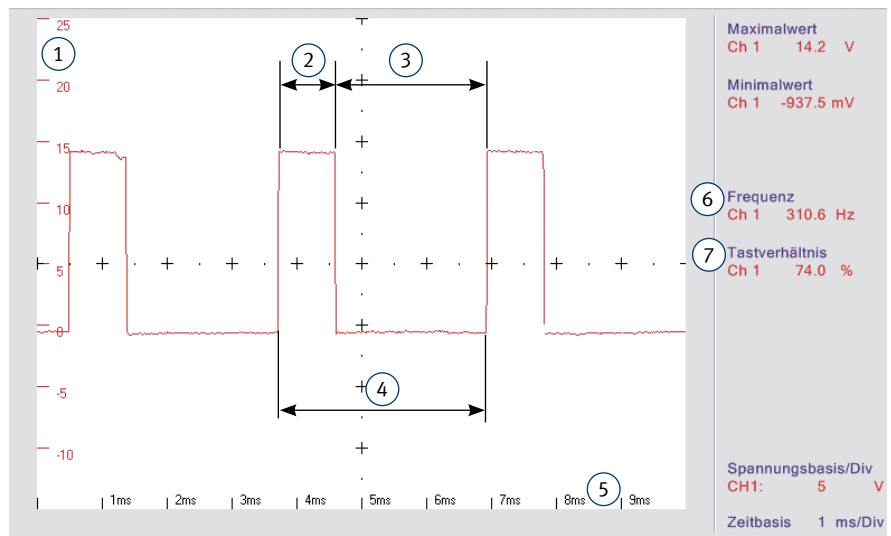 25
1
20
15
10
5
0
-5
-10
2
3
4
1ms
2ms
3ms
4ms
5ms
6ms
7ms
8ms
5
9ms
Maximalwert
Ch 1 14.2 V
Minimalwert
Ch 1 -937.5 mV
6
Frequenz
Ch 1 310.6 Hz
7
Tastverhältnis
Ch 1 74.0 %
Spannungsbasis/Div
CH1: 5 V
Zeitbasis 1 ms/Div